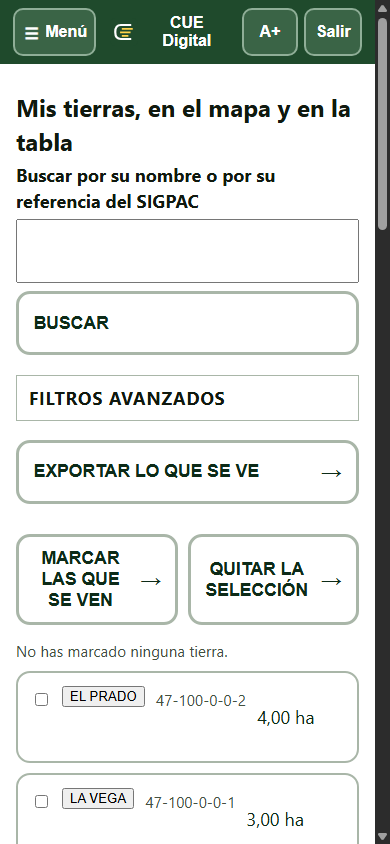 ☰ Menú
CUE
Digital
A+
Salir
Mis tierras, en el mapa y en la
tabla
Buscar por su nombre o por su
referencia del SIGPAC
BUSCAR
FILTROS AVANZADOS
EXPORTAR LO QUE SE VE →
MARCAR
LAS QUE
SE VEN →
QUITAR LA
SELECCIÓN →
No has marcado ninguna tierra.
EL PRADO 47-100-0-0-2
4,00 ha
LA VEGA 47-100-0-0-1
3,00 ha